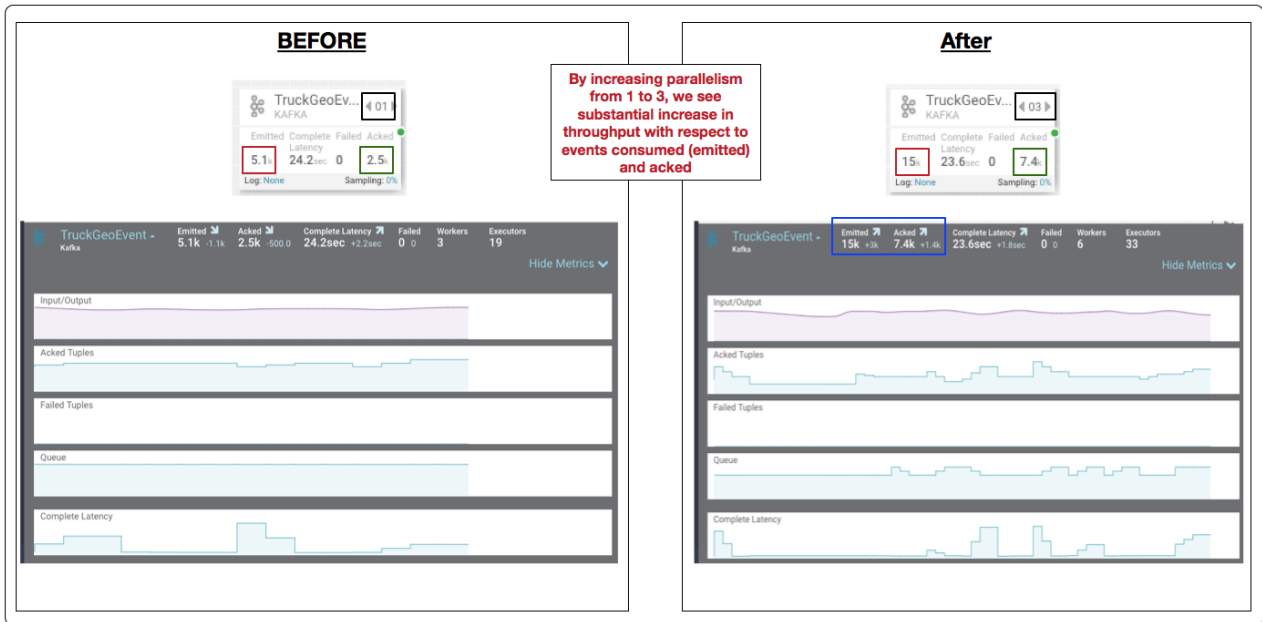 BEFORE
TruckGeoEv...
KAFKA
01
Emitted Complete Latency Failed Acked
5.1k 24.2sec 0 2.5k
Log: None Sampling: 0%
By increasing parallelism
from 1 to 3, we see
substantial increase in
throughput with respect to
events consumed (emitted)
and acked
After
TruckGeoEv...
KAFKA
03
Emitted Complete Latency Failed Acked
15k 23.6sec 0 7.4k
Log: None Sampling: 0%
TruckGeoEvent
Kafka
Emitted Acked Complete Latency Failed Workers Executors
5.1k -1.1k 2.5k -500.0 24.2sec +2.2sec 0 0 3 19
Hide Metrics
Input/Output
Acked Tuples
Failed Tuples
Queue
Complete Latency
TruckGeoEvent
Kafka
Emitted Acked Complete Latency Failed Workers Executors
15k +3k 7.4k +1.4k 23.6sec +1.8sec 0 0 6 33
Hide Metrics
Input/Output
Acked Tuples
Failed Tuples
Queue
Complete Latency